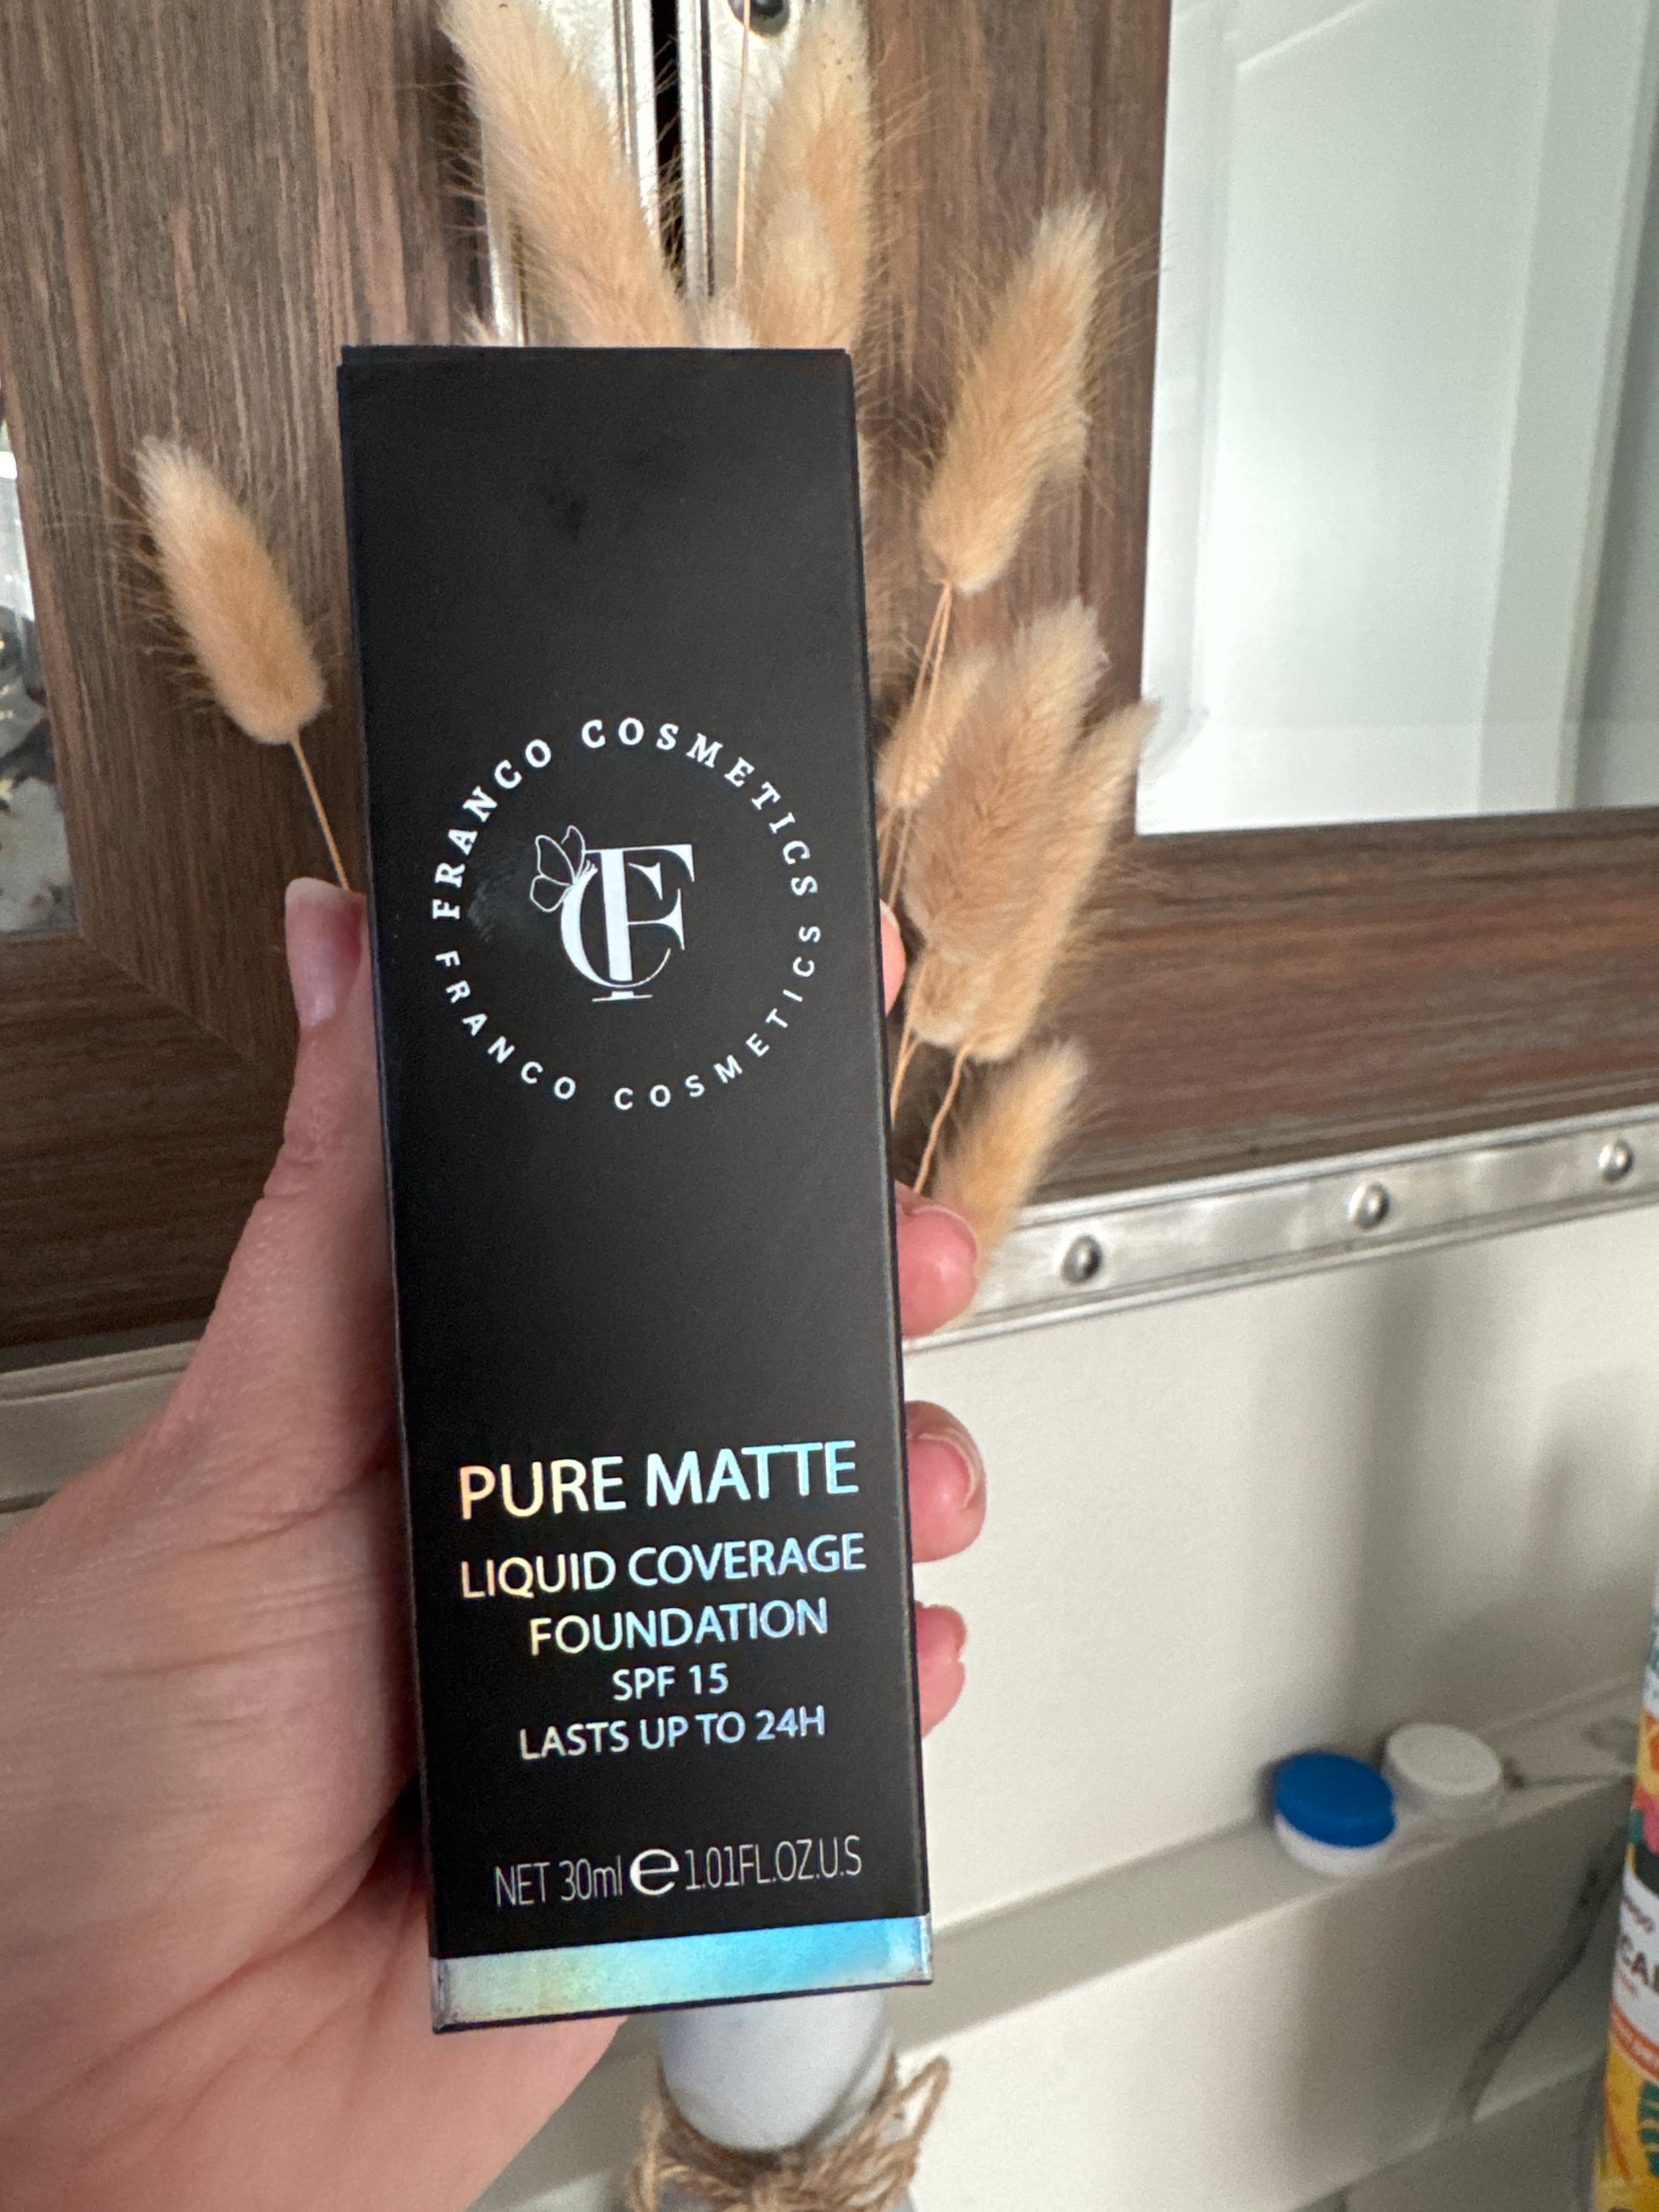 FRANCO COSMETICS
FRANCO COSMETICS
CF
PURE MATTE
LIQUID COVERAGE
FOUNDATION
SPF 15
LASTS UP TO 24H
NET 30ml e 1.01FL.OZ.U.S